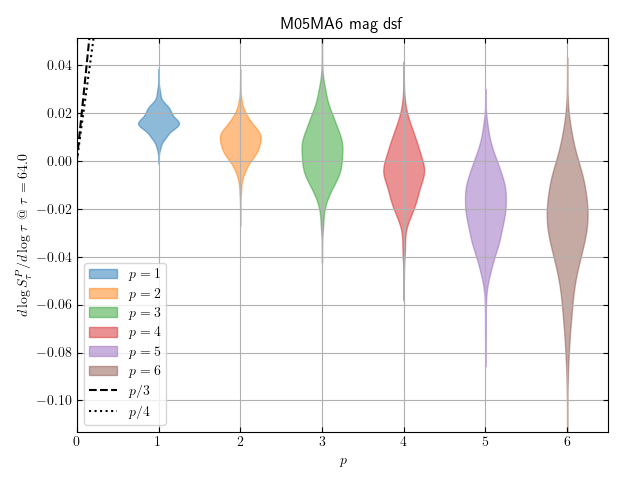 M05MA6 mag dsf
d log S_τ^P / d log τ @ τ = 64.0
0.04
0.02
0.00
−0.02
−0.04
−0.06
−0.08
−0.10
p = 1
p = 2
p = 3
p = 4
p = 5
p = 6
p/3
p/4
0 1 2 3 4 5 6
p